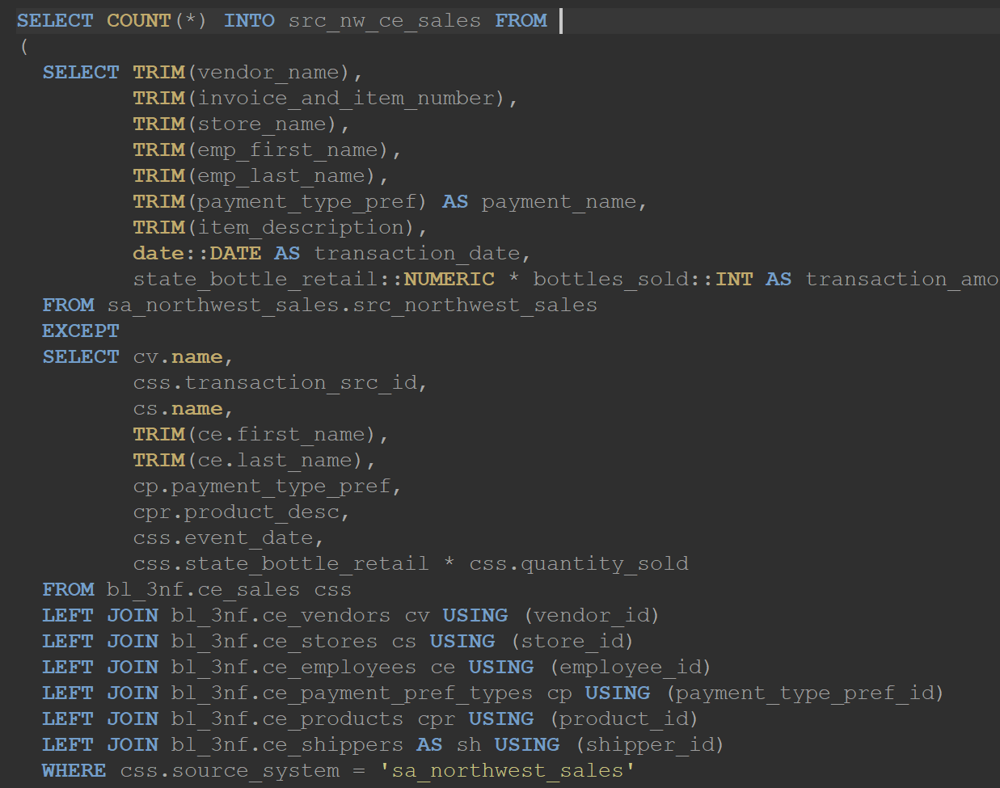 SELECT COUNT(*) INTO src_nw_ce_sales FROM
(
SELECT TRIM(vendor_name),
TRIM(invoice_and_item_number),
TRIM(store_name),
TRIM(emp_first_name),
TRIM(emp_last_name),
TRIM(payment_type_pref) AS payment_name,
TRIM(item_description),
date::DATE AS transaction_date,
state_bottle_retail::NUMERIC * bottles_sold::INT AS transaction_amo
FROM sa_northwest_sales.src_northwest_sales
EXCEPT
SELECT cv.name,
css.transaction_src_id,
cs.name,
TRIM(ce.first_name),
TRIM(ce.last_name),
cp.payment_type_pref,
cpr.product_desc,
css.event_date,
css.state_bottle_retail * css.quantity_sold
FROM bl_3nf.ce_sales css
LEFT JOIN bl_3nf.ce_vendors cv USING (vendor_id)
LEFT JOIN bl_3nf.ce_stores cs USING (store_id)
LEFT JOIN bl_3nf.ce_employees ce USING (employee_id)
LEFT JOIN bl_3nf.ce_payment_pref_types cp USING (payment_type_pref_id)
LEFT JOIN bl_3nf.ce_products cpr USING (product_id)
LEFT JOIN bl_3nf.ce_shippers AS sh USING (shipper_id)
WHERE css.source_system = 'sa_northwest_sales'